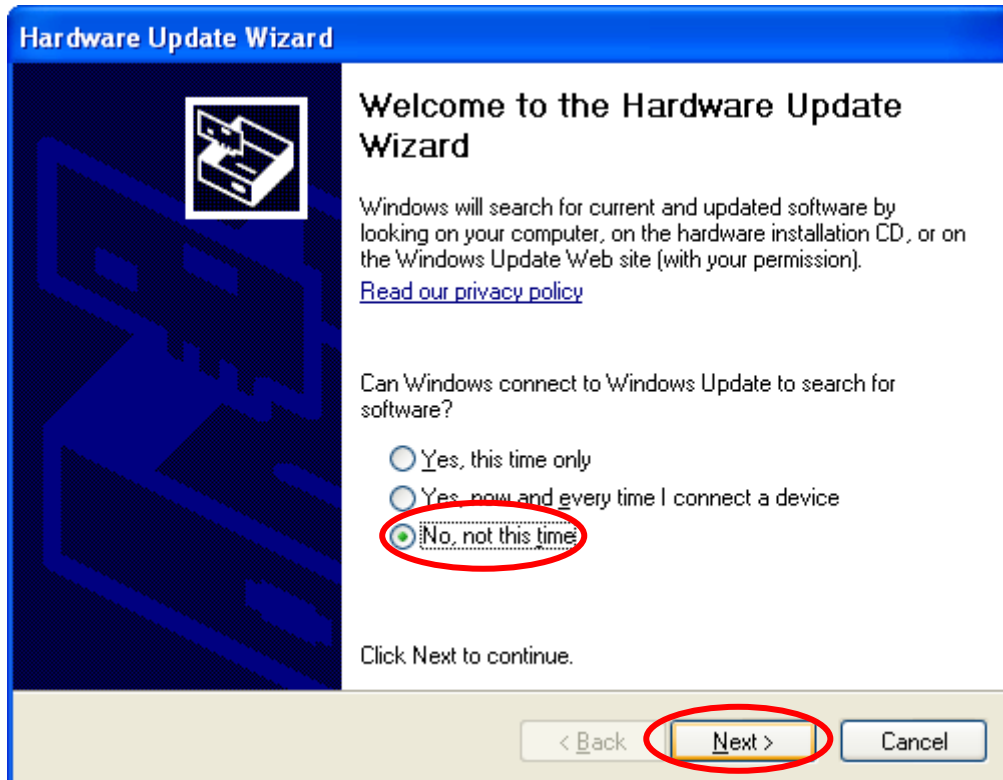 Hardware Update Wizard
Welcome to the Hardware Update
Wizard
Windows will search for current and updated software by
looking on your computer, on the hardware installation CD, or on
the Windows Update Web site (with your permission).
Read our privacy policy
Can Windows connect to Windows Update to search for
software?
Yes, this time only
Yes, now and every time I connect a device
No, not this time
Click Next to continue.
< Back
Next >
Cancel